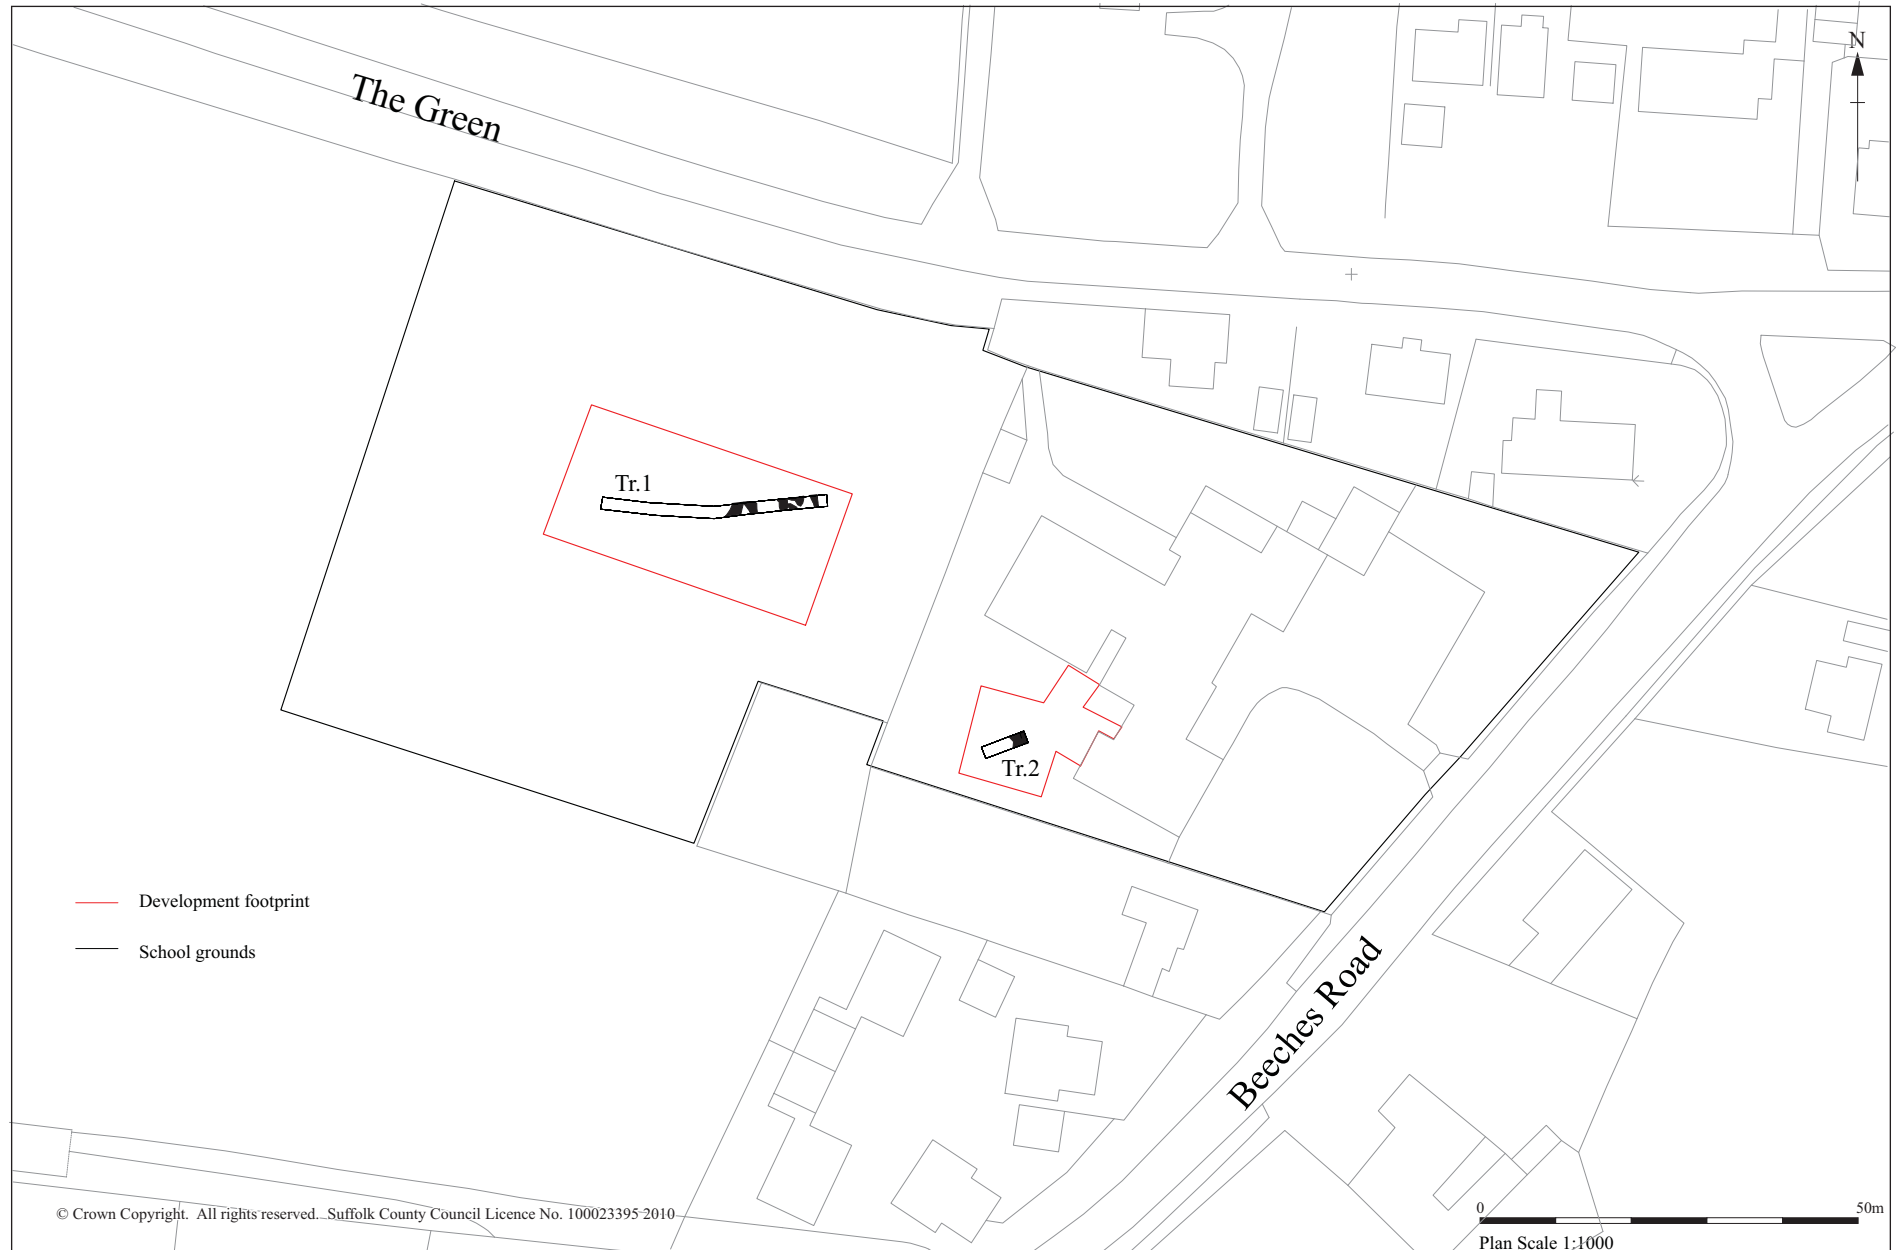 N
The Green
Tr.1
Tr.2
Development footprint
School grounds
Beeches Road
© Crown Copyright. All rights reserved. Suffolk County Council Licence No. 100023395 2010
0 50m
Plan Scale 1:1000